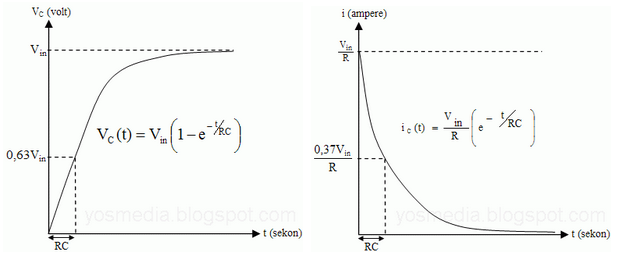 V_C (volt)
V_in
V_C (t) = V_in (1 − e^(−t/RC))
0,63V_in
yosmedia.blogspot.com
t (sekon)
RC
i (ampere)
V_in / R
i_C (t) = V_in / R (e^(− t/RC))
0,37V_in / R
yosmedia.blogspot.com
t (sekon)
RC